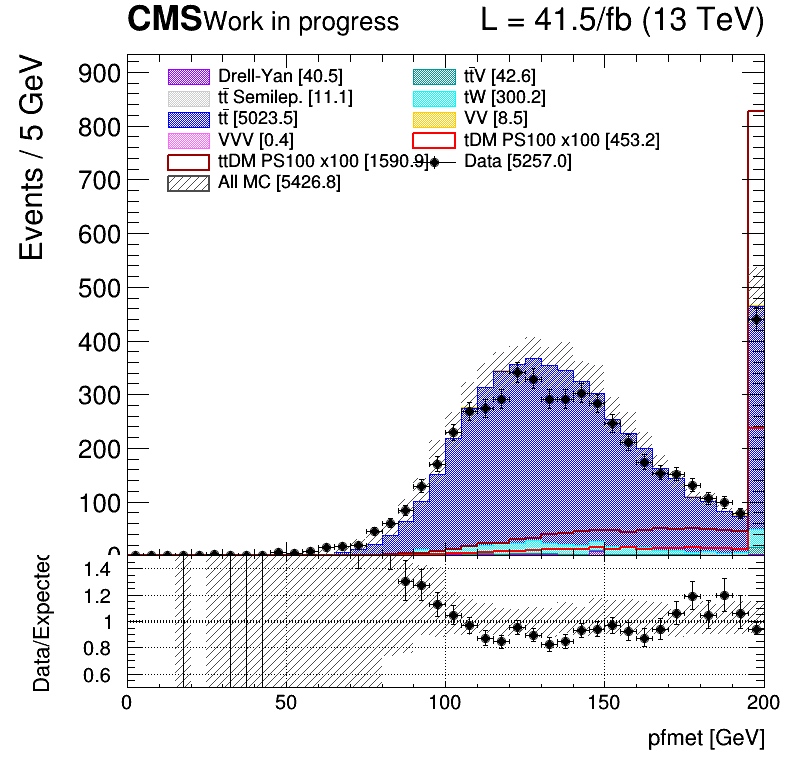 CMS Work in progress L = 41.5/fb (13 TeV)
Events / 5 GeV
900
800
700
600
500
400
300
200
100
0
Drell-Yan [40.5] tt̄V [42.6]
tt̄ Semilep. [11.1] tW [300.2]
tt̄ [5023.5] VV [8.5]
VVV [0.4] tDM PS100 x100 [453.2]
ttDM PS100 x100 [1590.9] Data [5257.0]
All MC [5426.8]
Data/Expected
1.4
1.2
1
0.8
0.6
0 50 100 150 200
pfmet [GeV]